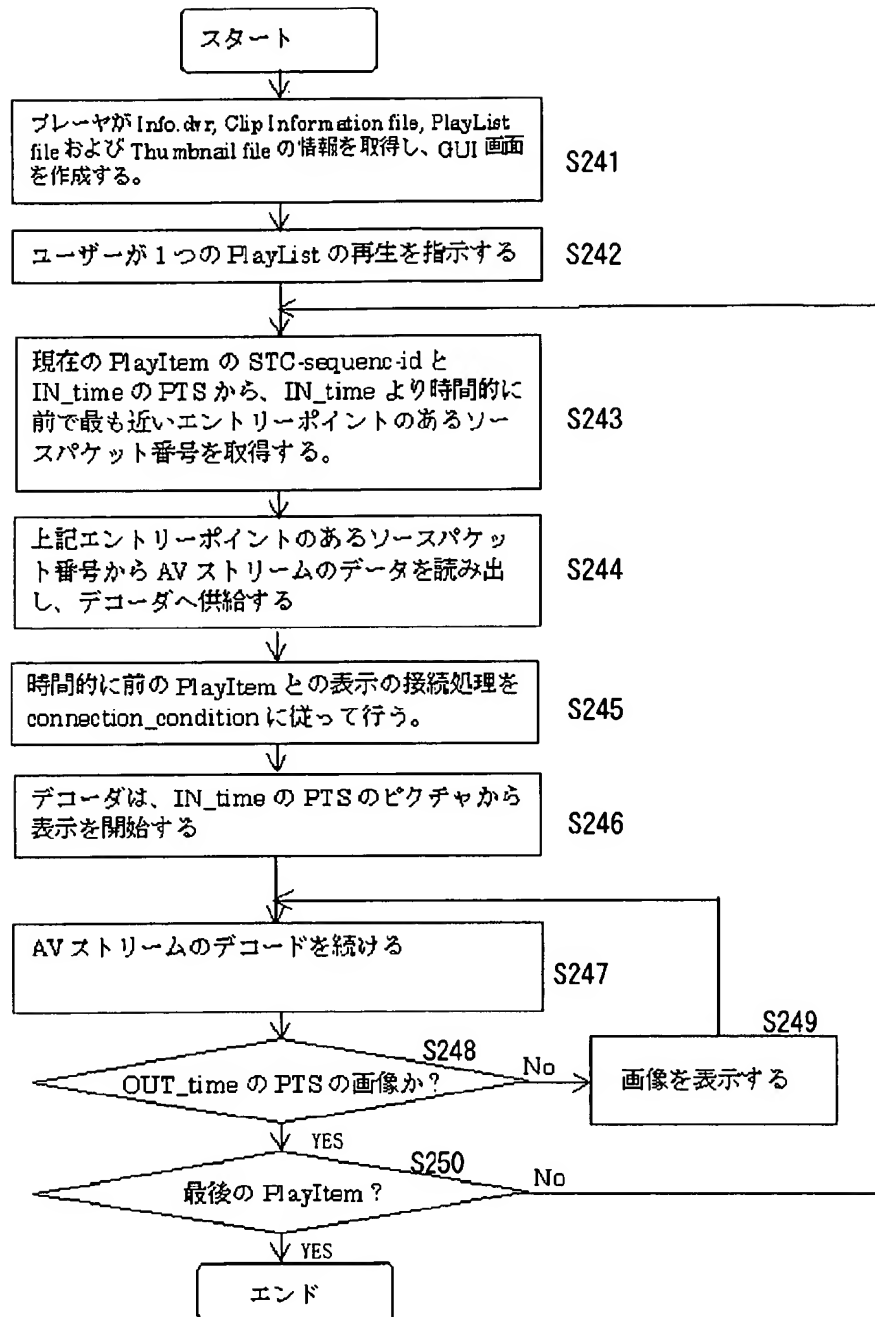 スタート
プレーヤが Info.dvr, Clip Information file, PlayList
file および Thumbnail file の情報を取得し、GUI 画面
を作成する。
S241
ユーザーが 1 つの PlayList の再生を指示する
S242
現在の PlayItem の STC-sequenc-id と
IN_time の PTS から、IN_time より時間的に
前で最も近いエントリーポイントのあるソー
スパケット番号を取得する。
S243
上記エントリーポイントのあるソースパケッ
ト番号から AV ストリームのデータを読み出
し、デコーダへ供給する
S244
時間的に前の PlayItem との表示の接続処理を
connection_condition に従って行う。
S245
デコーダは、IN_time の PTS のピクチャから
表示を開始する
S246
AV ストリームのデコードを続ける
S247
S248
OUT_time の PTS の画像か?
No
S249
画像を表示する
YES
S250
最後の PlayItem ?
No
YES
エンド